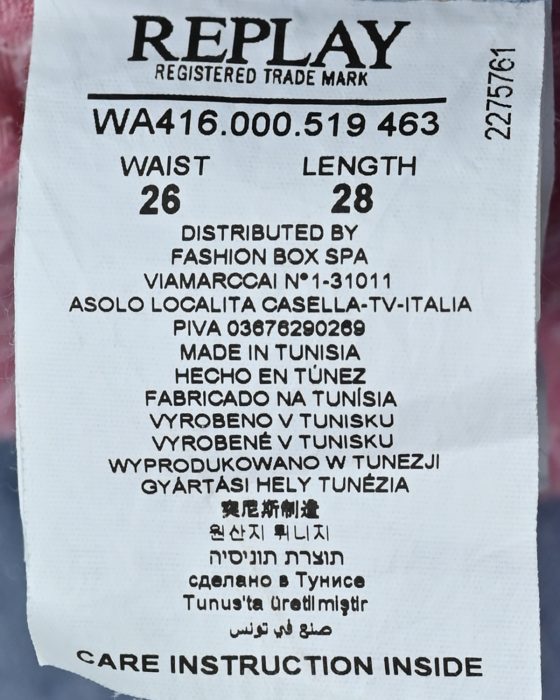 REPLAY
REGISTERED TRADE MARK
2275761
WA416.000.519 463
WAIST LENGTH
26 28
DISTRIBUTED BY
FASHION BOX SPA
VIAMARCCAI N°1-31011
ASOLO LOCALITA CASELLA-TV-ITALIA
PIVA 03676290269
MADE IN TUNISIA
HECHO EN TÚNEZ
FABRICADO NA TUNÍSIA
VYROBENO V TUNISKU
VYROBENÉ V TUNISKU
WYPRODUKOWANO W TUNEZJI
GYÁRTÁSI HELY TUNÉZIA
突尼斯制造
원산지 튀니지
תוצרת תוניסיה
сделано в Тунисе
Tunus'ta üretilmiştir
صنع في تونس
CARE INSTRUCTION INSIDE